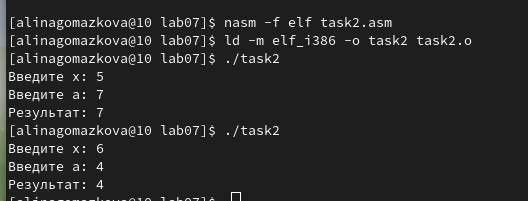 [alinagomazkova@10 lab07]$ nasm -f elf task2.asm
[alinagomazkova@10 lab07]$ ld -m elf_i386 -o task2 task2.o
[alinagomazkova@10 lab07]$ ./task2
Введите x: 5
Введите a: 7
Результат: 7
[alinagomazkova@10 lab07]$ ./task2
Введите x: 6
Введите a: 4
Результат: 4
[alinagomazkova@10 lab07]$